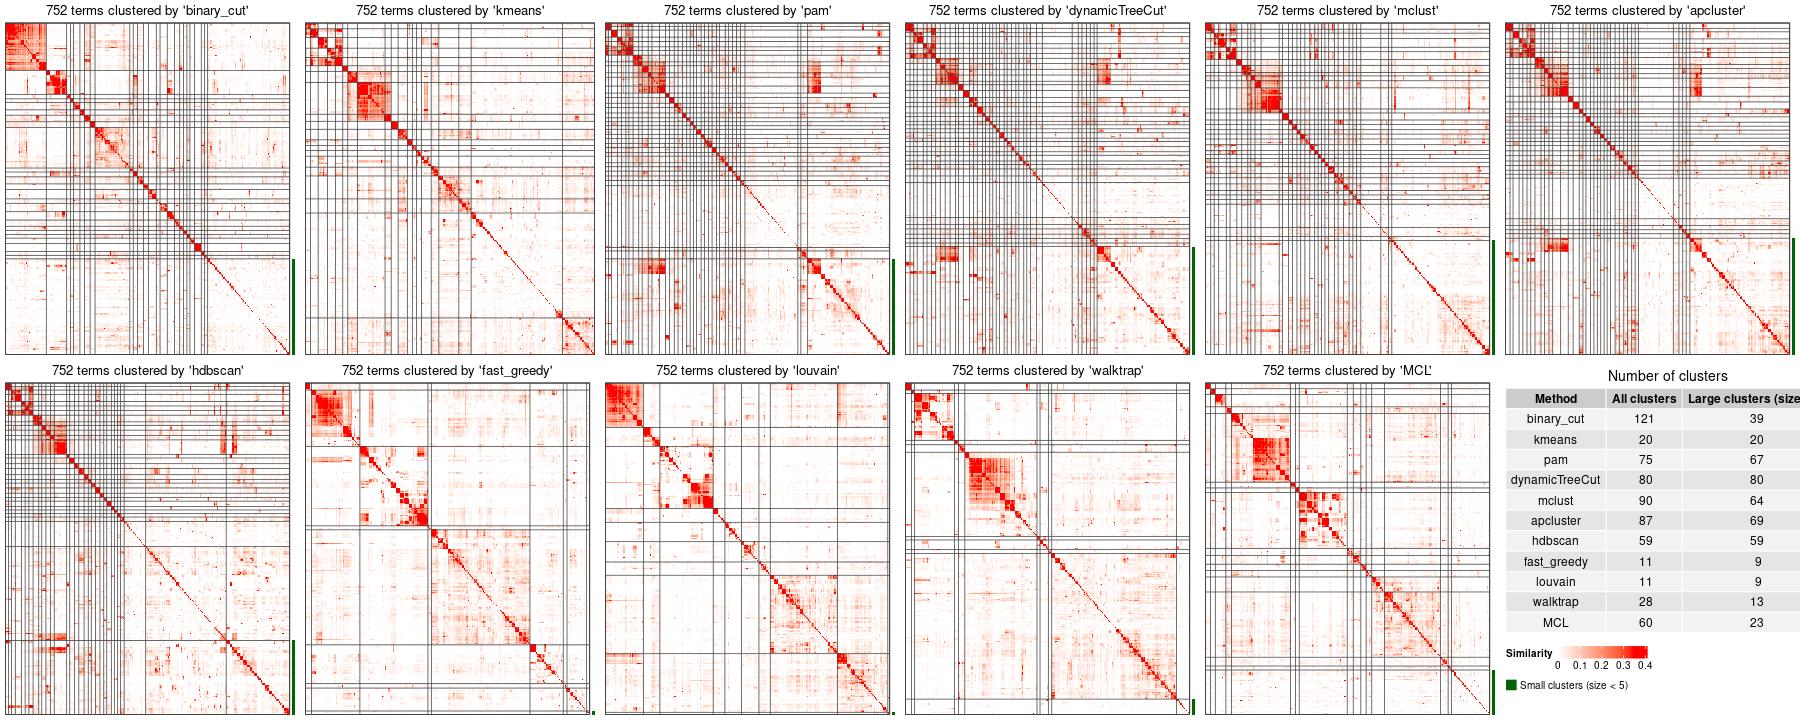 752 terms clustered by 'binary_cut'
752 terms clustered by 'kmeans'
752 terms clustered by 'pam'
752 terms clustered by 'dynamicTreeCut'
752 terms clustered by 'mclust'
752 terms clustered by 'apcluster'
752 terms clustered by 'hdbscan'
752 terms clustered by 'fast_greedy'
752 terms clustered by 'louvain'
752 terms clustered by 'walktrap'
752 terms clustered by 'MCL'
Number of clusters
Method All clusters Large clusters (size
binary_cut 121 39
kmeans 20 20
pam 75 67
dynamicTreeCut 80 80
mclust 90 64
apcluster 87 69
hdbscan 59 59
fast_greedy 11 9
louvain 11 9
walktrap 28 13
MCL 60 23
Similarity
0 0.1 0.2 0.3 0.4
Small clusters (size < 5)